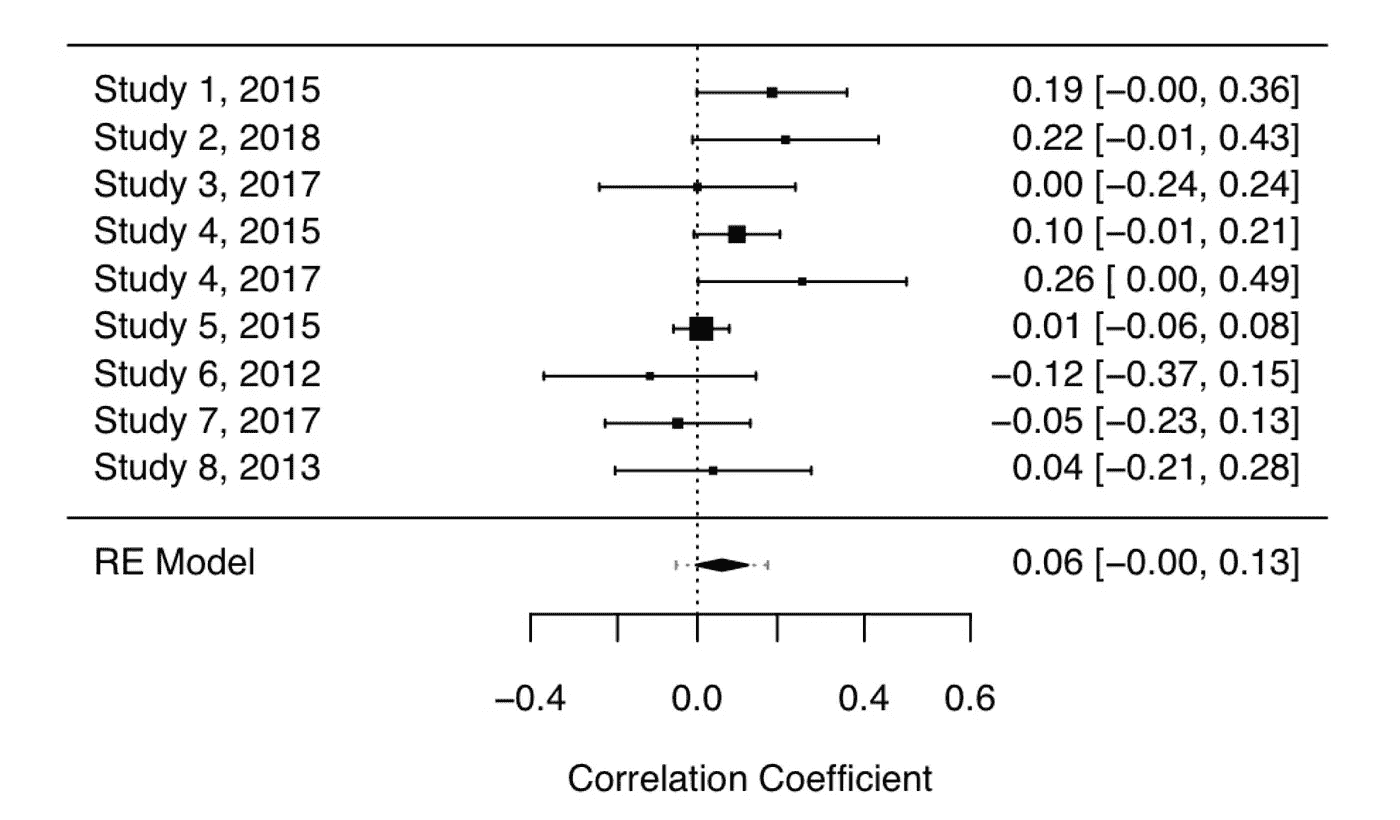 Study 1, 2015 0.19 [−0.00, 0.36]
Study 2, 2018 0.22 [−0.01, 0.43]
Study 3, 2017 0.00 [−0.24, 0.24]
Study 4, 2015 0.10 [−0.01, 0.21]
Study 4, 2017 0.26 [ 0.00, 0.49]
Study 5, 2015 0.01 [−0.06, 0.08]
Study 6, 2012 −0.12 [−0.37, 0.15]
Study 7, 2017 −0.05 [−0.23, 0.13]
Study 8, 2013 0.04 [−0.21, 0.28]
RE Model 0.06 [−0.00, 0.13]
−0.4 0.0 0.4 0.6
Correlation Coefficient